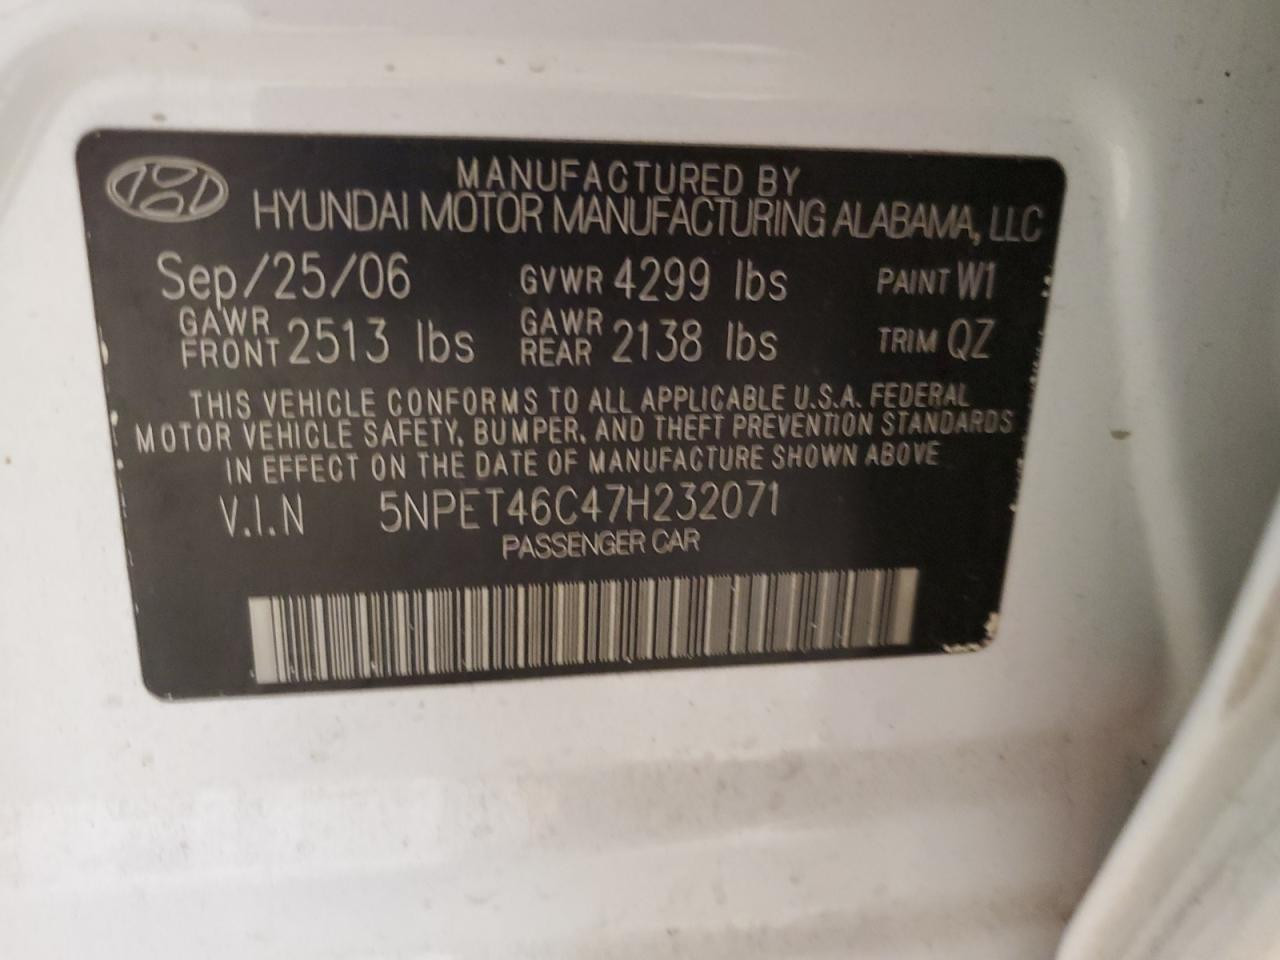 MANUFACTURED BY
HYUNDAI MOTOR MANUFACTURING ALABAMA, LLC
Sep/25/06 GVWR 4299 lbs PAINT W1
GAWR FRONT 2513 lbs GAWR REAR 2138 lbs TRIM QZ
THIS VEHICLE CONFORMS TO ALL APPLICABLE U.S.A. FEDERAL
MOTOR VEHICLE SAFETY, BUMPER, AND THEFT PREVENTION STANDARDS
IN EFFECT ON THE DATE OF MANUFACTURE SHOWN ABOVE
V.I.N 5NPET46C47H232071
PASSENGER CAR